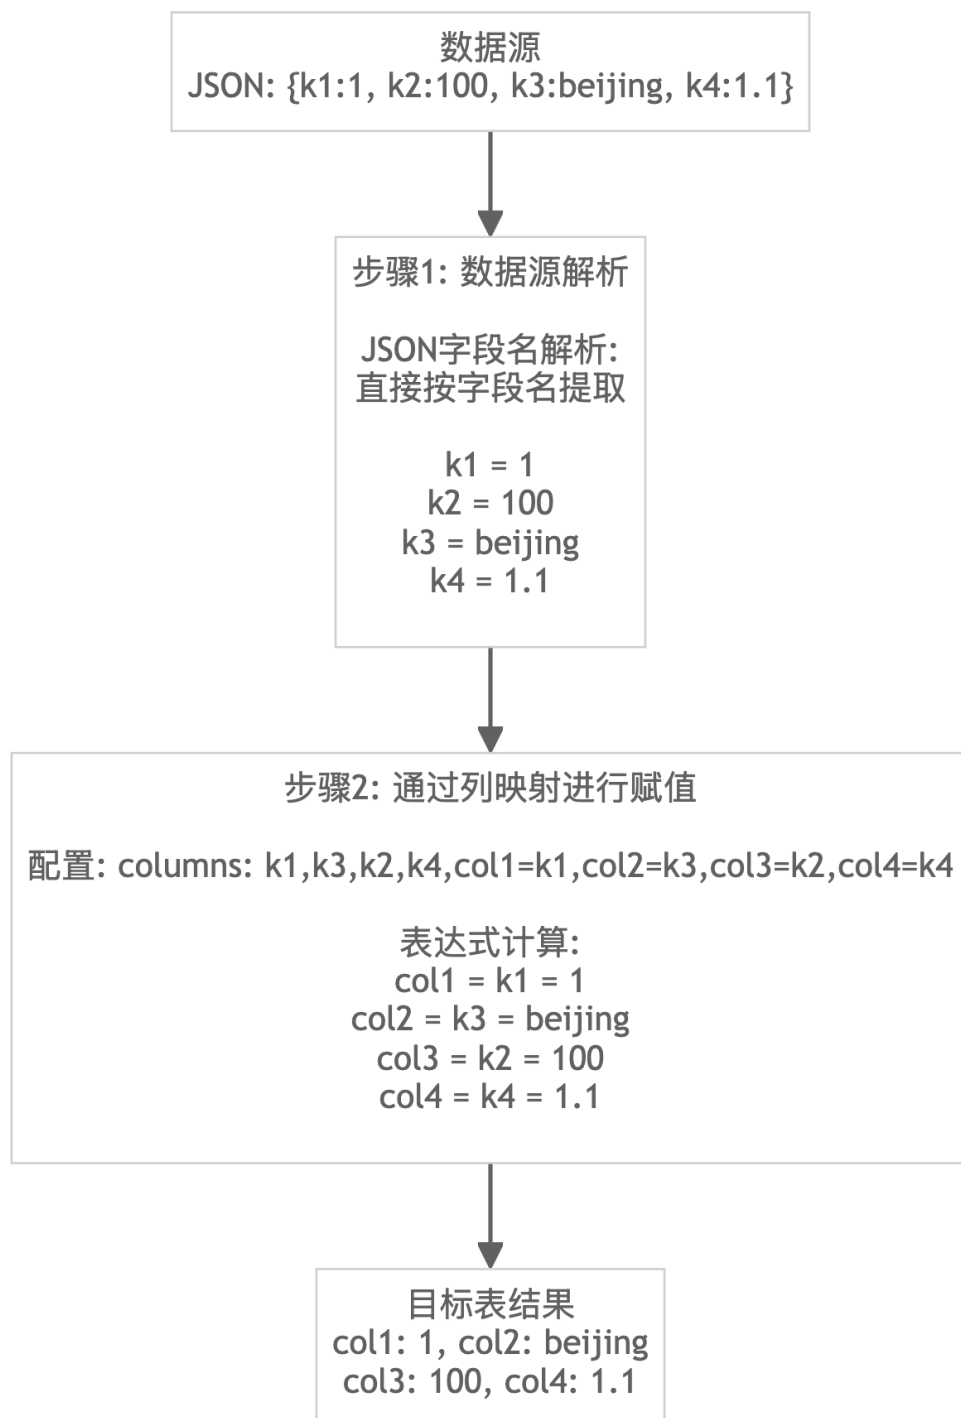 数据源
JSON: {k1:1, k2:100, k3:beijing, k4:1.1}
步骤1: 数据源解析
JSON字段名解析:
直接按字段名提取
k1 = 1
k2 = 100
k3 = beijing
k4 = 1.1
步骤2: 通过列映射进行赋值
配置: columns: k1,k3,k2,k4,col1=k1,col2=k3,col3=k2,col4=k4
表达式计算:
col1 = k1 = 1
col2 = k3 = beijing
col3 = k2 = 100
col4 = k4 = 1.1
目标表结果
col1: 1, col2: beijing
col3: 100, col4: 1.1